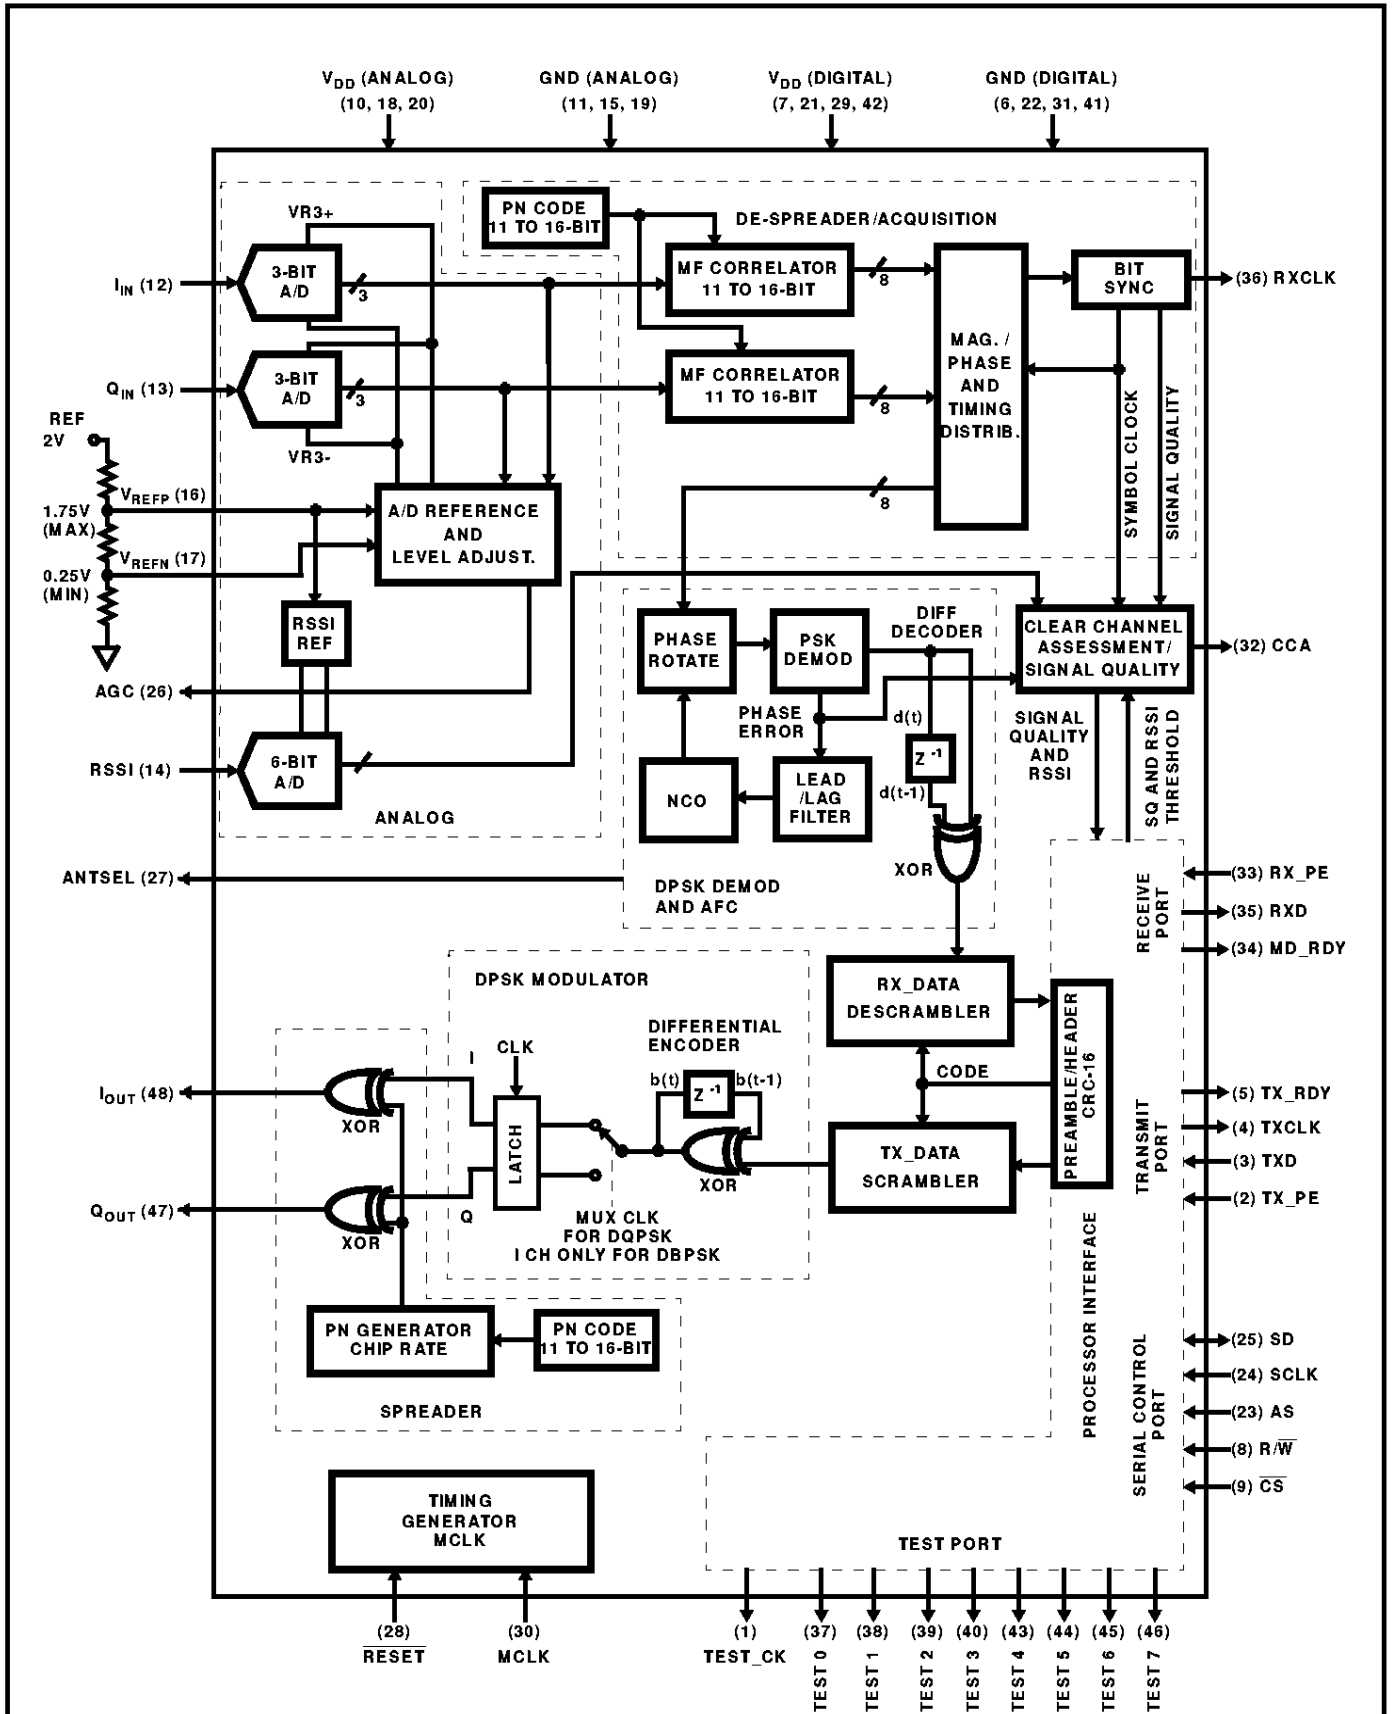 V_DD (ANALOG)
(10, 18, 20)
GND (ANALOG)
(11, 15, 19)
V_DD (DIGITAL)
(7, 21, 29, 42)
GND (DIGITAL)
(6, 22, 31, 41)
PN CODE
11 TO 16-BIT
DE-SPREADER/ACQUISITION
VR3+
I_IN (12)
3-BIT
A/D
3
MF CORRELATOR
11 TO 16-BIT
8
BIT
SYNC
(36) RXCLK
MAG. /
PHASE
AND
TIMING
DISTRIB.
Q_IN (13)
3-BIT
A/D
3
MF CORRELATOR
11 TO 16-BIT
8
VR3-
REF
2V
V_REFP (16)
1.75V
(MAX)
V_REFN (17)
0.25V
(MIN)
A/D REFERENCE
AND
LEVEL ADJUST.
8
SYMBOL CLOCK
SIGNAL QUALITY
RSSI
REF
AGC (26)
PHASE
ROTATE
PSK
DEMOD
DIFF
DECODER
CLEAR CHANNEL
ASSESSMENT/
SIGNAL QUALITY
(32) CCA
PHASE
ERROR
d(t)
SIGNAL
QUALITY
AND
RSSI
SQ AND RSSI
THRESHOLD
RSSI (14)
6-BIT
A/D
Z -1
d(t-1)
NCO
LEAD
/LAG
FILTER
ANALOG
XOR
ANTSEL (27)
DPSK DEMOD
AND AFC
RECEIVE
PORT
(33) RX_PE
(35) RXD
(34) MD_RDY
DPSK MODULATOR
RX_DATA
DESCRAMBLER
PREAMBLE/HEADER
CRC-16
DIFFERENTIAL
ENCODER
I
CLK
b(t)
Z -1
b(t-1)
CODE
I_OUT (48)
XOR
LATCH
XOR
TX_DATA
SCRAMBLER
TRANSMIT
PORT
(5) TX_RDY
(4) TXCLK
(3) TXD
(2) TX_PE
Q_OUT (47)
XOR
Q
MUX CLK
FOR DQPSK
I CH ONLY FOR DBPSK
PROCESSOR INTERFACE
PN GENERATOR
CHIP RATE
PN CODE
11 TO 16-BIT
SPREADER
SERIAL CONTROL
PORT
(25) SD
(24) SCLK
(23) AS
(8) R/W̅
(9) C̅S̅
TIMING
GENERATOR
MCLK
TEST PORT
(28)
R̅E̅S̅E̅T̅
(30)
MCLK
(1)
TEST_CK
(37)
TEST 0
(38)
TEST 1
(39)
TEST 2
(40)
TEST 3
(43)
TEST 4
(44)
TEST 5
(45)
TEST 6
(46)
TEST 7